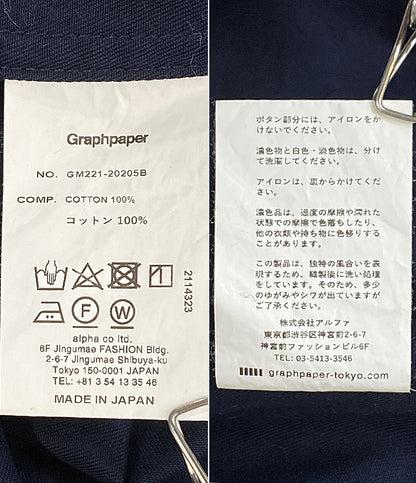 Graphpaper
NO. GM221-20205B
COMP. COTTON 100%
コットン 100%
F W
2114323
alpha co ltd.
6F Jingumae FASHION Bldg.
2-6-7 Jingumae Shibuya-ku
Tokyo 150-0001 JAPAN
TEL: +81 3 54 13 35 46
MADE IN JAPAN
ボタン部分には、アイロンをか
けないでください。
濃色物と白色・淡色物は、分け
て洗濯してください。
アイロンは、裏からかけてくだ
さい。
濃色品は、過度の摩擦や濡れた
状態での摩擦で色落ちしたり、
他の衣類や持ち物に色移りする
ことがあります。
この製品は、独特の風合いを表
現するため、縫製後に洗い処理
をしています。そのため、多少
のゆがみやシワが出ていますが
ご了承ください。
株式会社アルファ
東京都渋谷区神宮前2-6-7
神宮前ファッションビル6F
TEL: 03-5413-3546
graphpaper-tokyo.com